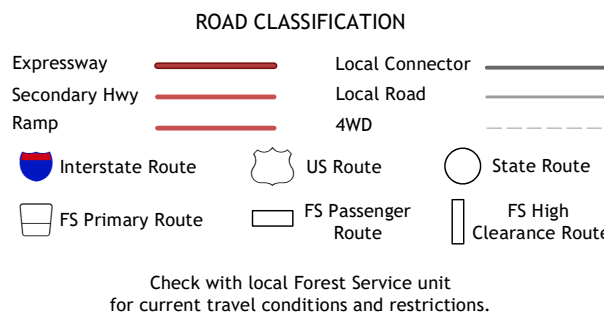 ROAD CLASSIFICATION
Expressway
Local Connector
Secondary Hwy
Local Road
Ramp
4WD
Interstate Route
US Route
State Route
FS Primary Route
FS Passenger
Route
FS High
Clearance Route
Check with local Forest Service unit
for current travel conditions and restrictions.